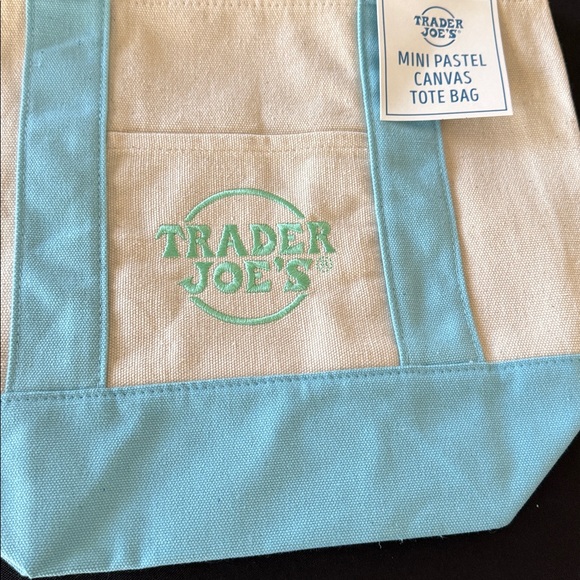 TRADER
JOE'S®
MINI PASTEL
CANVAS
TOTE BAG
TRADER
JOE'S®